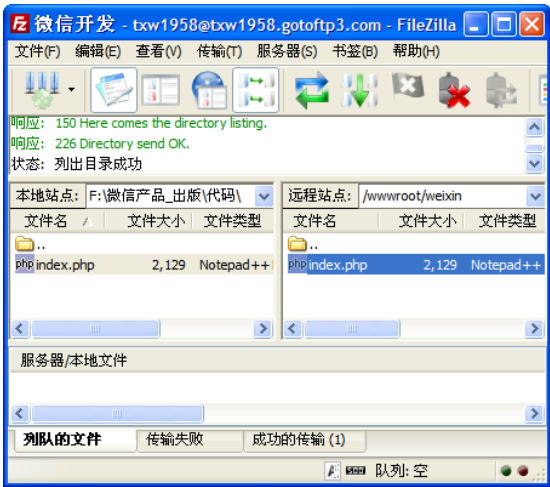 微信开发 - txw1958@txw1958.gotoftp3.com - FileZilla
文件(F) 编辑(E) 查看(V) 传输(T) 服务器(S) 书签(B) 帮助(H)
响应: 150 Here comes the directory listing.
响应: 226 Directory send OK.
状态: 列出目录成功
本地站点: F:\微信产品_出版\代码\ 远程站点: /wwwroot/weixin
文件名 文件大小 文件类型 文件名 文件大小 文件类型
.. ..
php index.php 2,129 Notepad++ php index.php 2,129 Notepad++
服务器/本地文件
列队的文件 传输失败 成功的传输 (1)
队列: 空